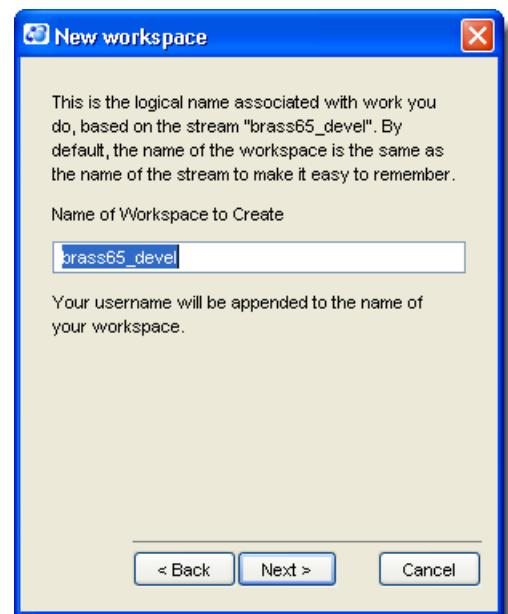 New workspace
This is the logical name associated with work you
do, based on the stream "brass65_devel". By
default, the name of the workspace is the same as
the name of the stream to make it easy to remember.
Name of Workspace to Create
brass65_devel
Your username will be appended to the name of
your workspace.
< Back Next > Cancel